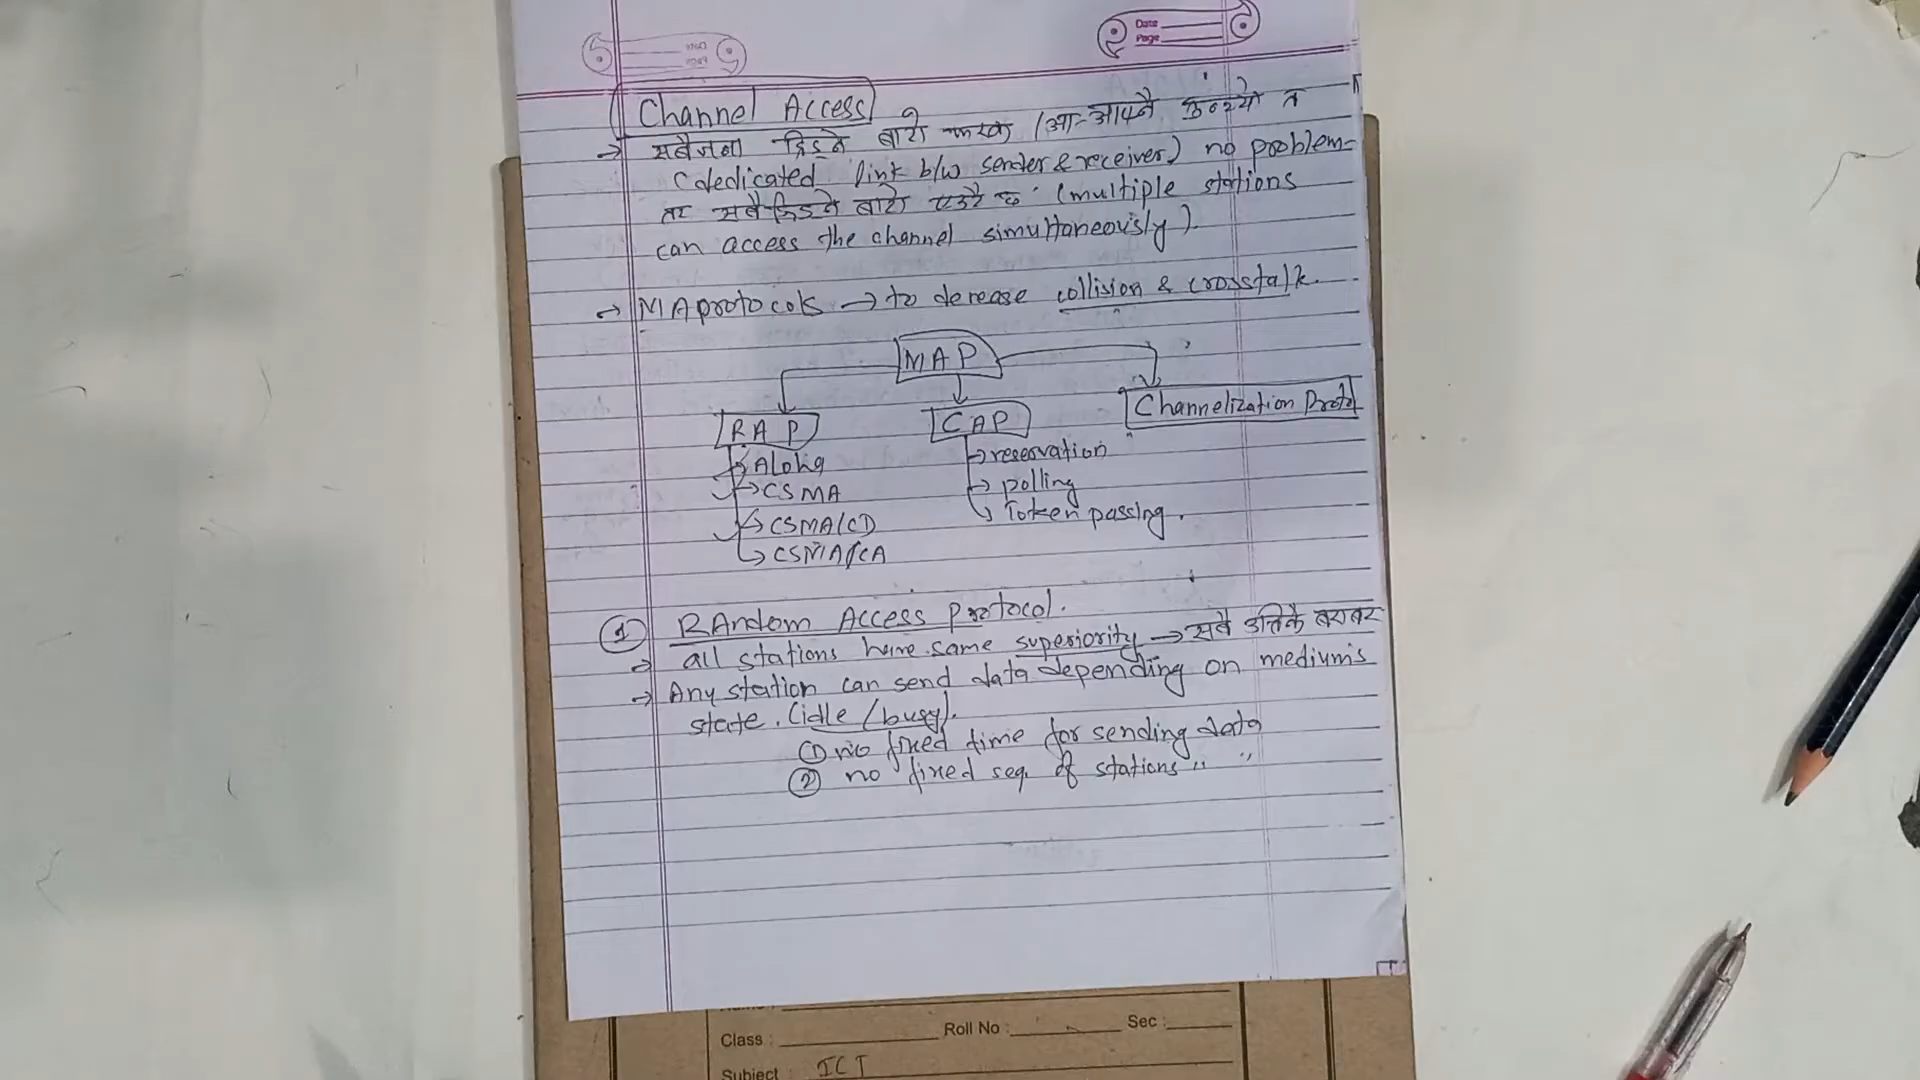 Date
Page
Channel Access
→ सबैजना हिड्ने बाटो फरक (आ-आफ्नै हुन्थ्यो त
(dedicated link b/w sender & receiver) no problem
तर सबै हिड्ने बाटो एउटै छ (multiple stations
can access the channel simultaneously).
→ MA protocols → to derease collision & crosstalk.
MAP
RAP CAP Channelization Proto
→ Aloha → reservation
→ CSMA → polling
→ CSMA/CD → Token passing.
→ CSMA/CA
① RAndom Access protocol.
→ all stations have same superiority → सबै उत्तिकै बराबर
→ Any station can send data depending on medium's
state. (idle / busy).
① no fixed time for sending data
② no fixed seq. of stations " "
Class : Roll No : Sec :
Subject ICT